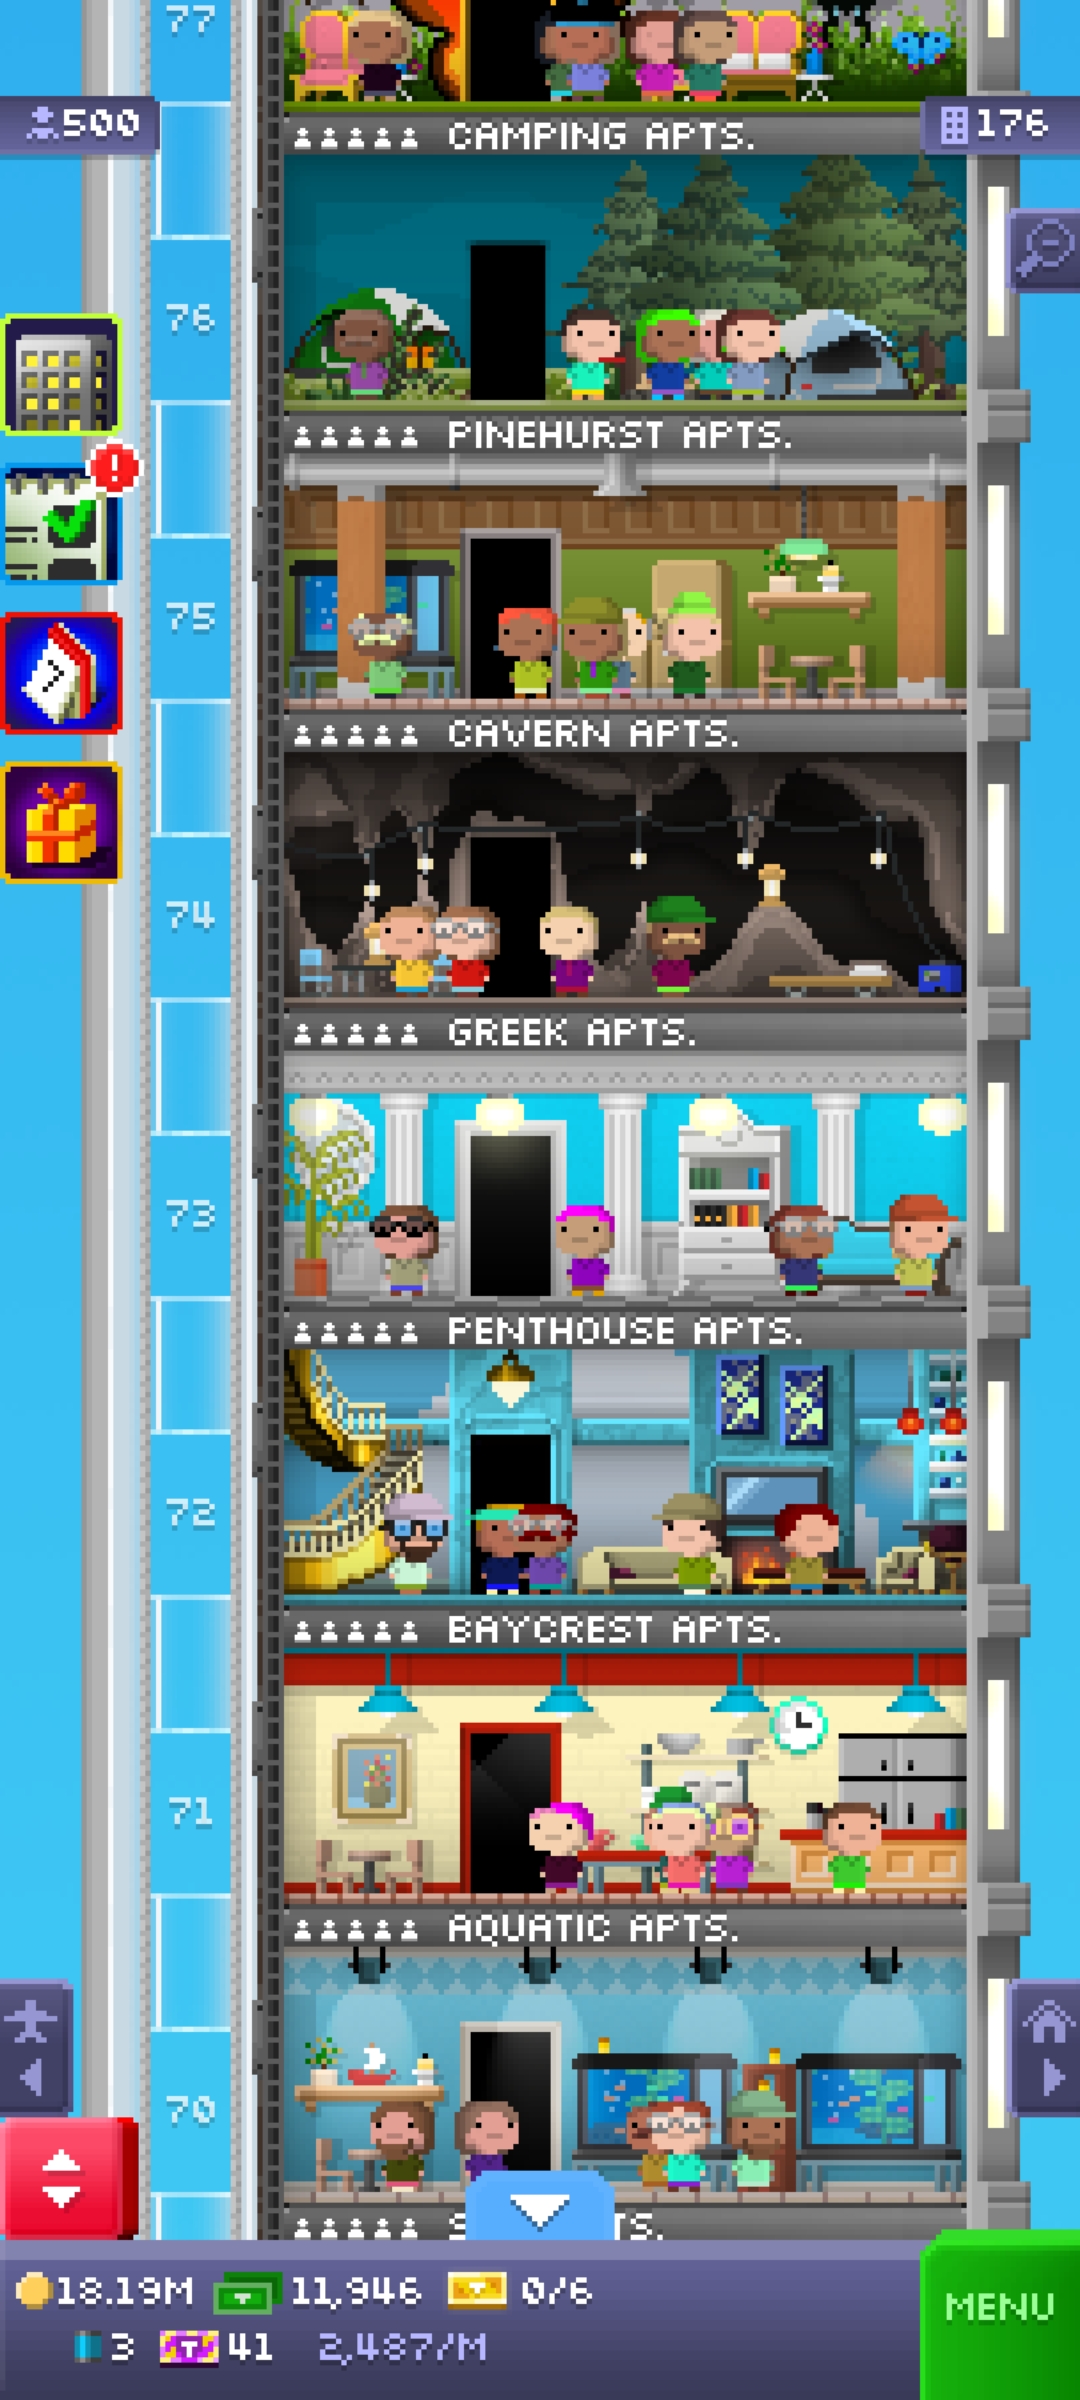 77
500
CAMPING APTS.
176
76
PINEHURST APTS.
!
75
7
CAVERN APTS.
74
GREEK APTS.
73
PENTHOUSE APTS.
72
BAYCREST APTS.
71
AQUATIC APTS.
70
18.19M 11,946 0/6
MENU
3 T 41 2,487/M